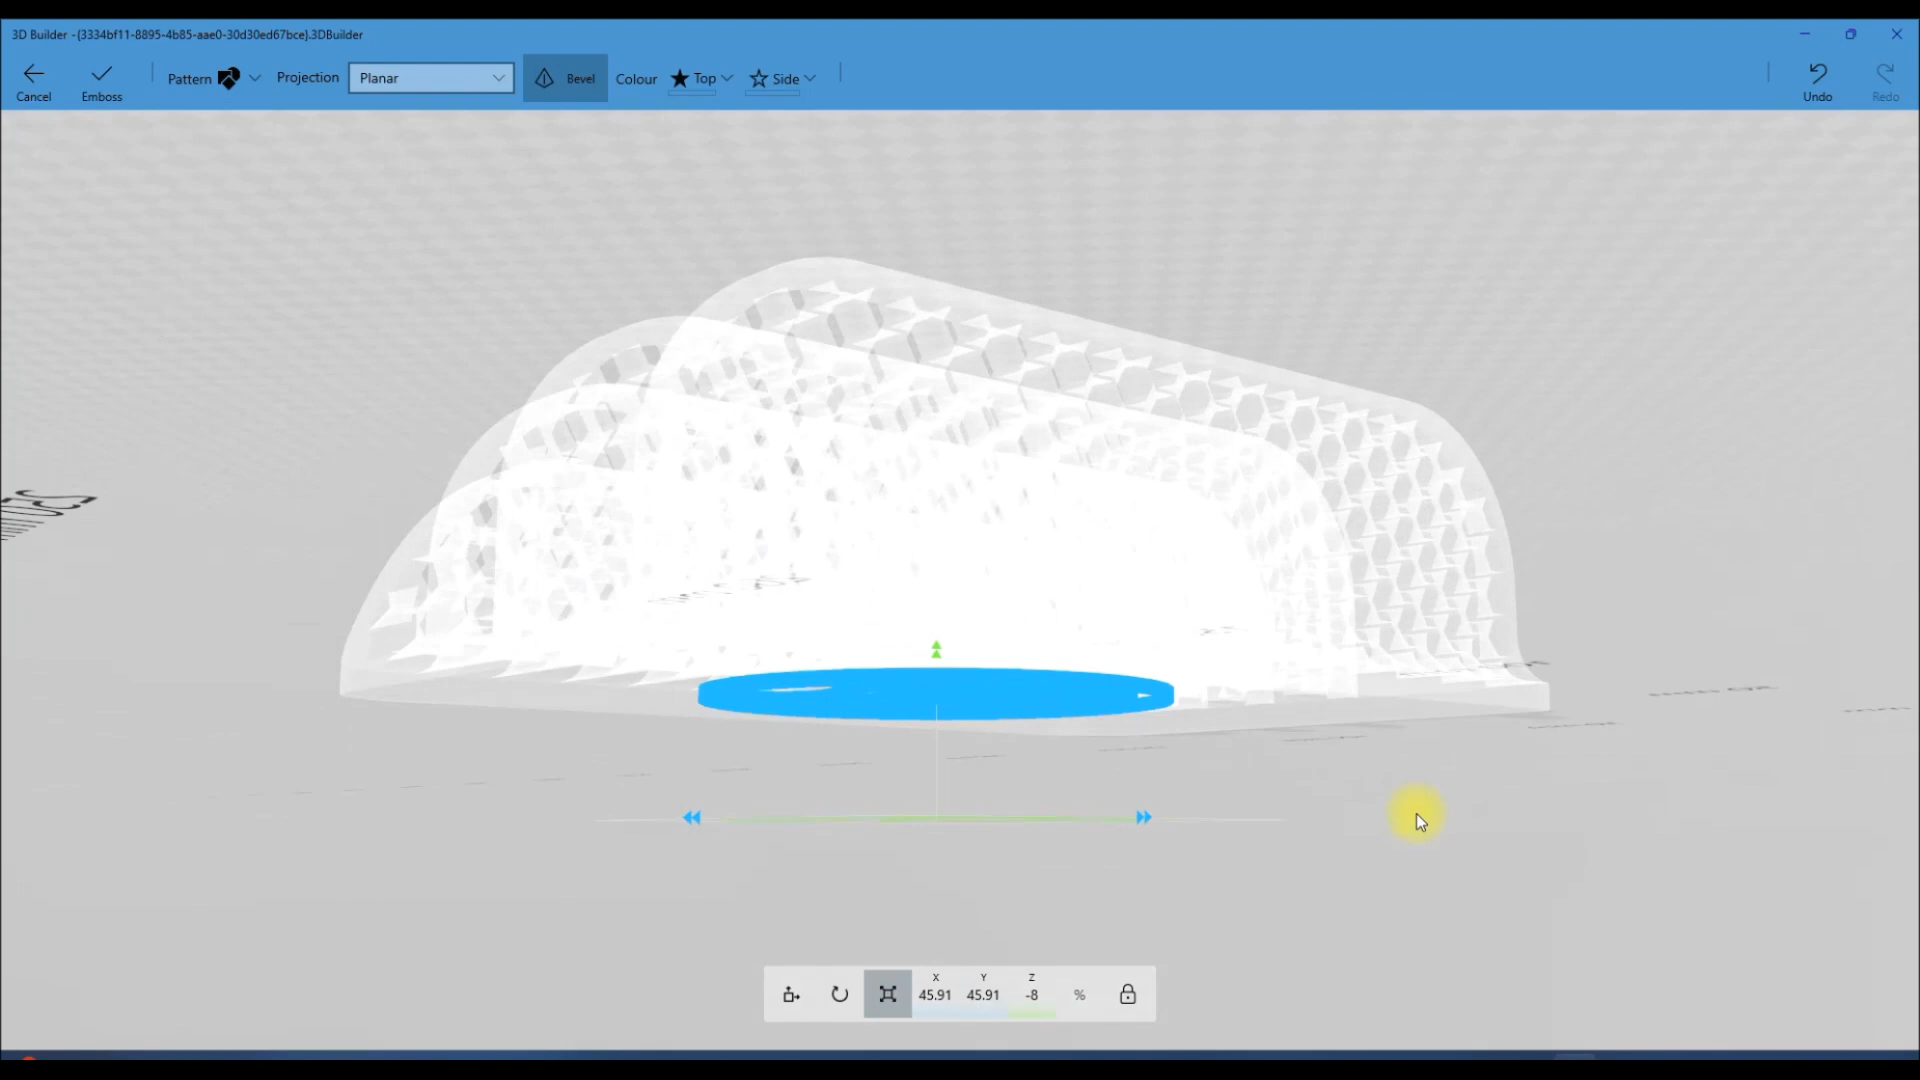 3D Builder -{3334bf11-8895-4b85-aae0-30d30ed67bce}.3DBuilder
Cancel
Emboss
Pattern
Projection
Planar
Bevel
Colour
Top
Side
Undo
Redo
X
Y
Z
45.91
45.91
-8
%